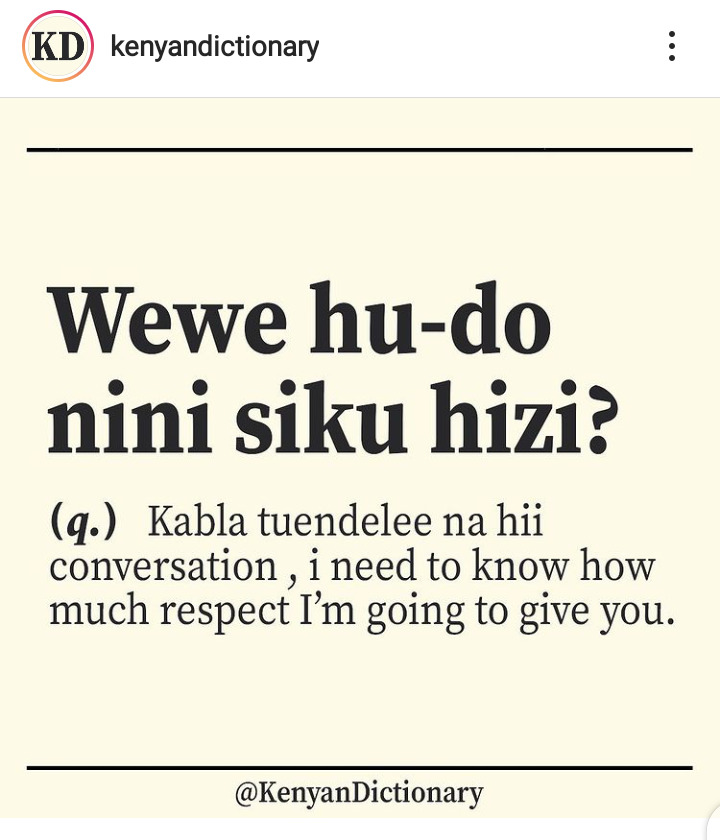 KD kenyandictionary
Wewe hu-do
nini siku hizi?
(q.) Kabla tuendelee na hii
conversation , i need to know how
much respect I’m going to give you.
@KenyanDictionary